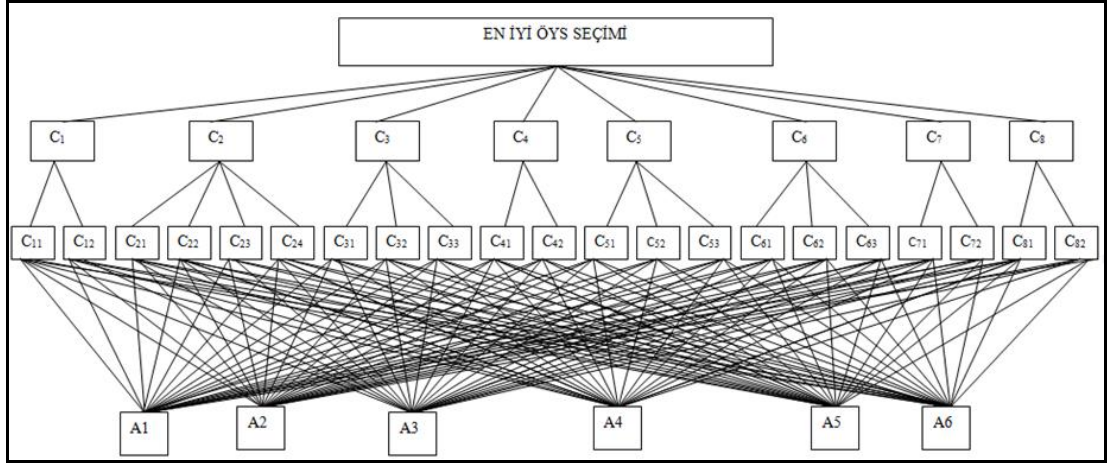 EN İYİ ÖYS SEÇİMİ
C1 C2 C3 C4 C5 C6 C7 C8
C11 C12 C21 C22 C23 C24 C31 C32 C33 C41 C42 C51 C52 C53 C61 C62 C63 C71 C72 C81 C82
A1 A2 A3 A4 A5 A6